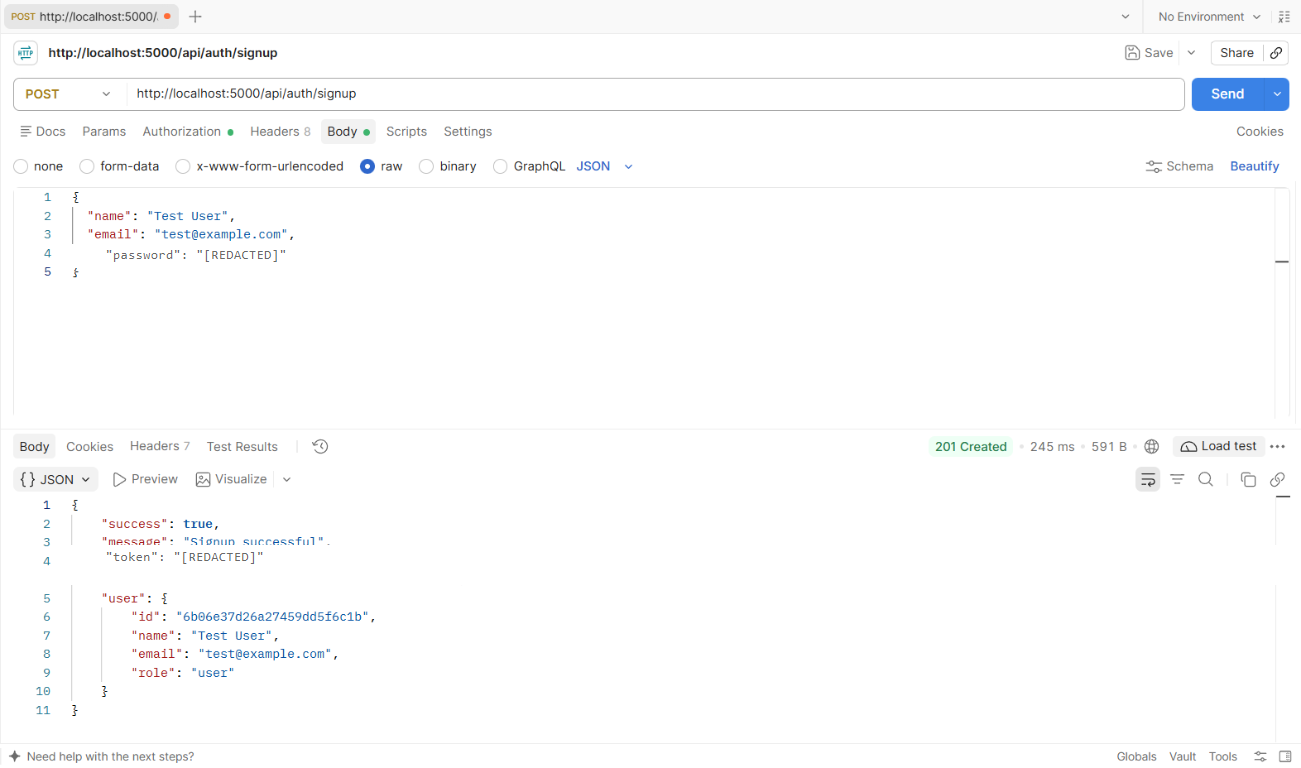 POST http://localhost:5000/. No Environment
HTTP http://localhost:5000/api/auth/signup Save Share
POST http://localhost:5000/api/auth/signup Send
Docs Params Authorization Headers 8 Body Scripts Settings Cookies
none form-data x-www-form-urlencoded raw binary GraphQL JSON Schema Beautify
1 {
2 "name": "Test User",
3 "email": "test@example.com",
4 "password": "[REDACTED]"
5 }
Body Cookies Headers 7 Test Results 201 Created • 245 ms • 591 B • Load test
{} JSON Preview Visualize
1 {
2 "success": true,
3 "message": "Signup successful",
4 "token": "[REDACTED]"
5 "user": {
6 "id": "6b06e37d26a27459dd5f6c1b",
7 "name": "Test User",
8 "email": "test@example.com",
9 "role": "user"
10 }
11 }
Need help with the next steps? Globals Vault Tools